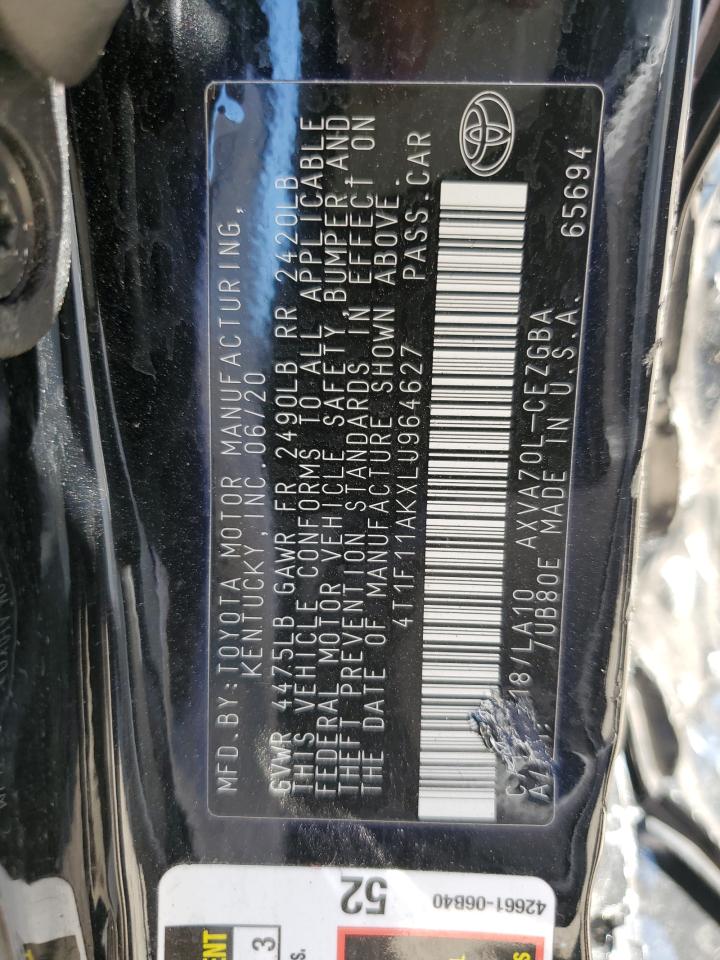 MFD.BY:TOYOTA MOTOR MANUFACTURING,
KENTUCKY, INC.06/20
GVWR 4475LB GAWR FR 2490LB RR 2420LB
THIS VEHICLE CONFORMS TO ALL APPLICABLE
FEDERAL MOTOR VEHICLE SAFETY, BUMPER AND
THEFT PREVENTION STANDARDS IN EFFECT ON
THE DATE OF MANUFACTURE SHOWN ABOVE.
4T1F11AKXLU964627 PASS.CAR
18/LA10 AXVA70L-CEZGBA 65694
UB80E MADE IN U.S.A.
52
42661-06B40
3